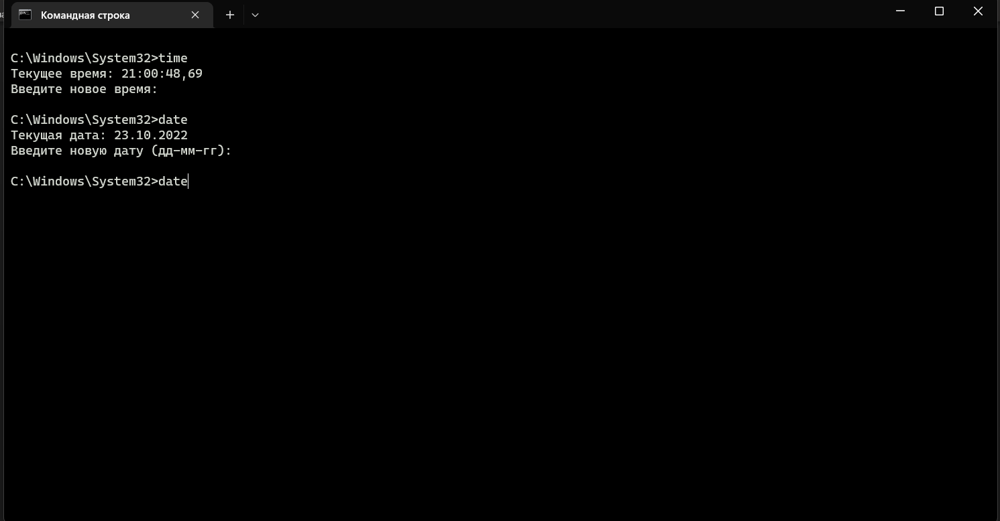 Командная строка
C:\Windows\System32>time
Текущее время: 21:00:48,69
Введите новое время:
C:\Windows\System32>date
Текущая дата: 23.10.2022
Введите новую дату (дд-мм-гг):
C:\Windows\System32>date